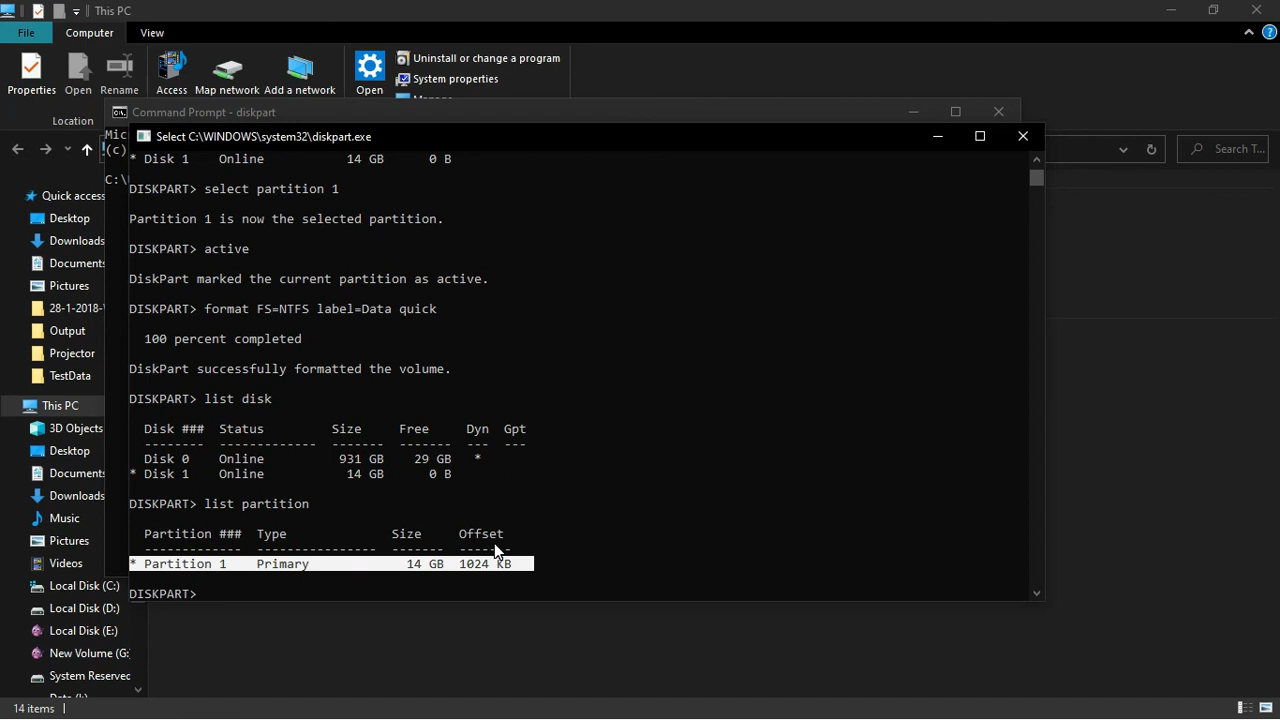 This PC
File Computer View
Properties Open Rename Access Map network Add a network Open
Uninstall or change a program
System properties
Location
Command Prompt - diskpart
Mic
(c)
C:\
Search T...
Select C:\WINDOWS\system32\diskpart.exe
* Disk 1 Online 14 GB 0 B
DISKPART> select partition 1
Partition 1 is now the selected partition.
DISKPART> active
DiskPart marked the current partition as active.
DISKPART> format FS=NTFS label=Data quick
100 percent completed
DiskPart successfully formatted the volume.
DISKPART> list disk
Disk ### Status Size Free Dyn Gpt
-------- ------------- ------- ------- --- ---
Disk 0 Online 931 GB 29 GB *
* Disk 1 Online 14 GB 0 B
DISKPART> list partition
Partition ### Type Size Offset
------------- ---------------- ------- -------
* Partition 1 Primary 14 GB 1024 KB
DISKPART>
Quick access
Desktop
Downloads
Documents
Pictures
28-1-2018-
Output
Projector
TestData
This PC
3D Objects
Desktop
Documents
Downloads
Music
Pictures
Videos
Local Disk (C:)
Local Disk (D:)
Local Disk (E:)
New Volume (G:
System Reserved
14 items